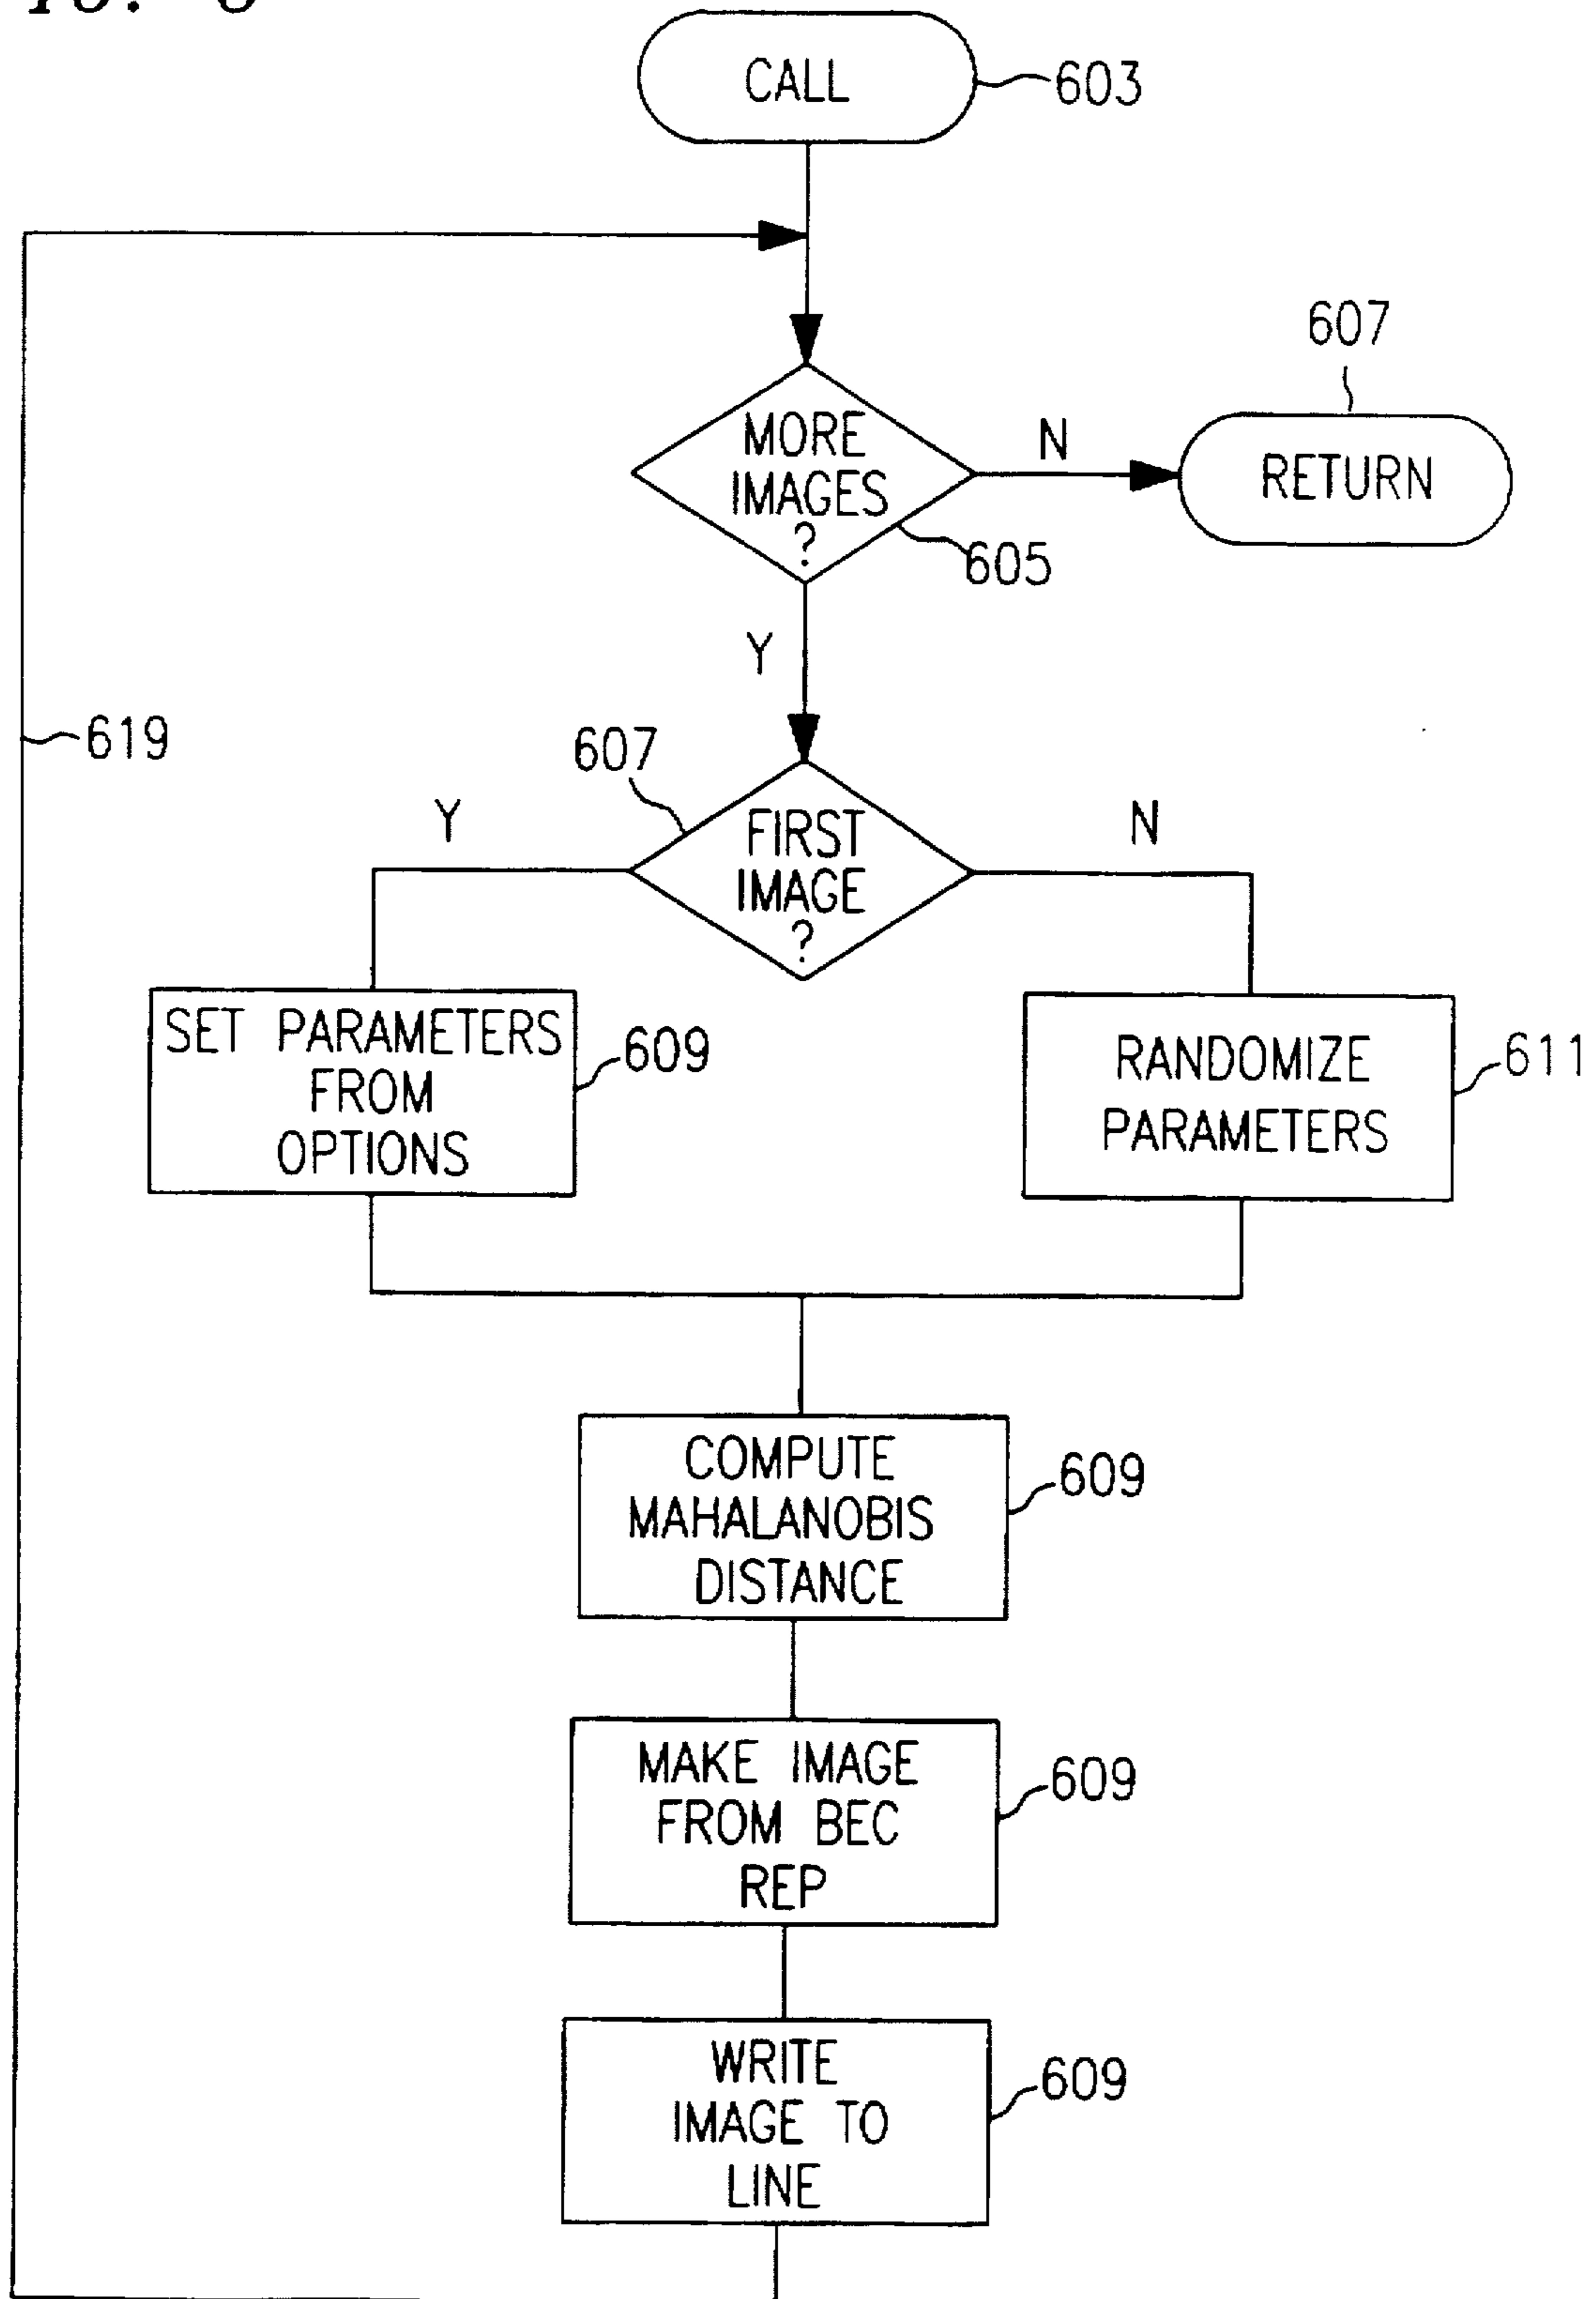 CALL
603
607
MORE
IMAGES
?
N
RETURN
605
Y
619
607
Y
FIRST
IMAGE
?
N
SET PARAMETERS
FROM
OPTIONS
609
RANDOMIZE
PARAMETERS
611
COMPUTE
MAHALANOBIS
DISTANCE
609
MAKE IMAGE
FROM BEC
REP
609
WRITE
IMAGE TO
LINE
609